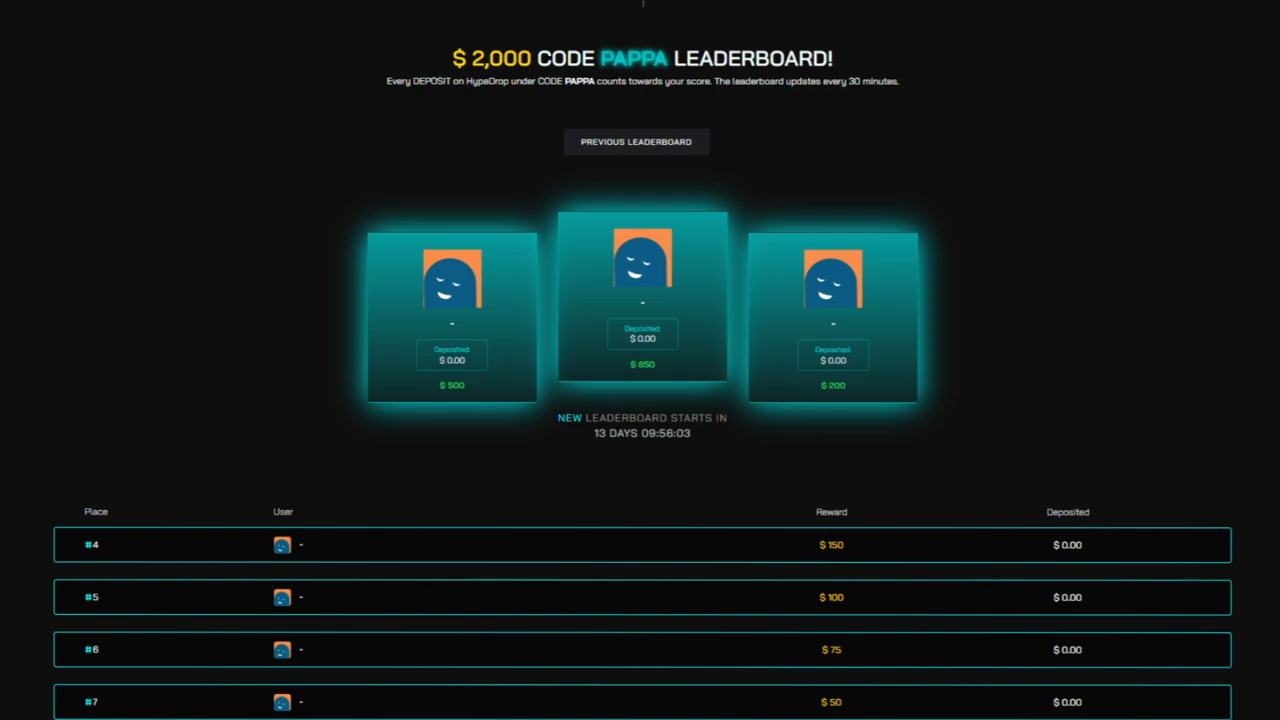 $ 2,000 CODE PAPPA LEADERBOARD!
Every DEPOSIT on HypeDrop under CODE PAPPA counts towards your score. The leaderboard updates every 30 minutes.
PREVIOUS LEADERBOARD
-
Deposited:
$ 0.00
$ 500
-
Deposited:
$ 0.00
$ 850
-
Deposited:
$ 0.00
$ 200
NEW LEADERBOARD STARTS IN
13 DAYS 09:56:03
Place User Reward Deposited
#4 - $ 150 $ 0.00
#5 - $ 100 $ 0.00
#6 - $ 75 $ 0.00
#7 - $ 50 $ 0.00